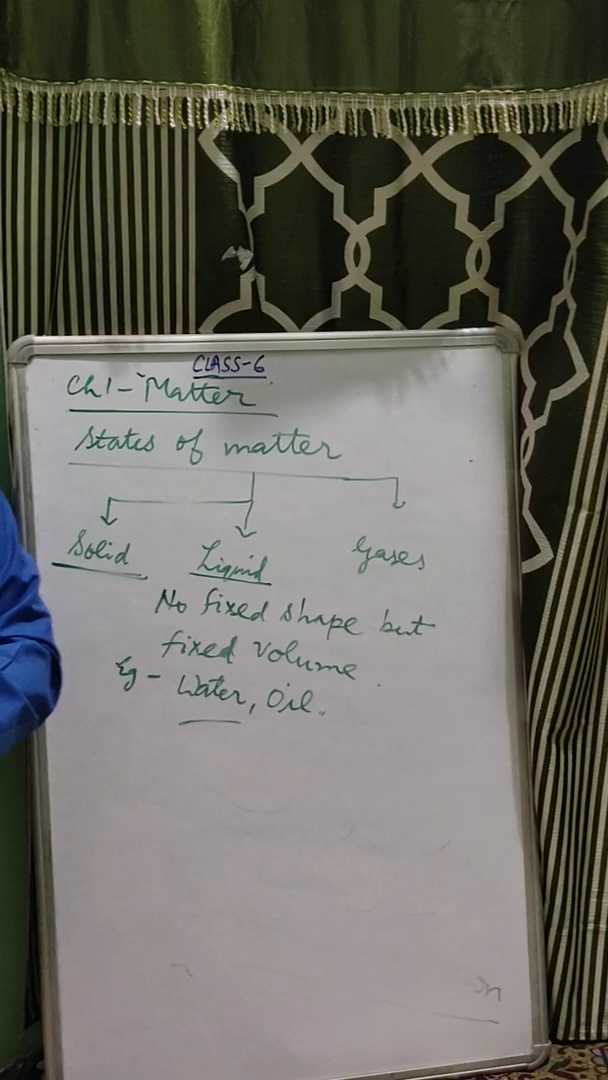 CLASS-6
Ch1- "Matter
States of matter
Solid Liquid Gases
No fixed shape but
fixed volume
Eg- Water, Oil.